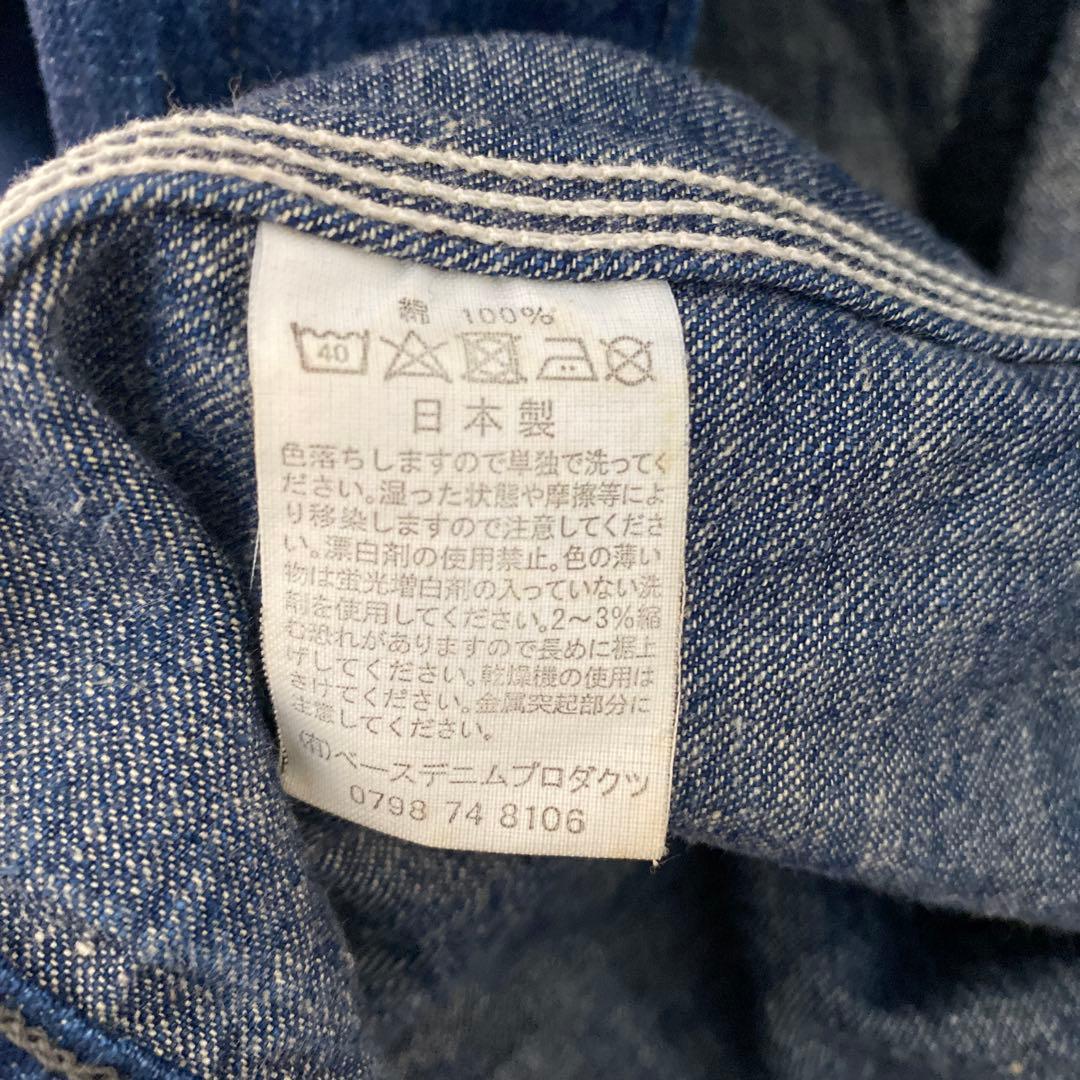 綿 100%
40
日本製
色落ちしますので単独で洗ってく
ださい。湿った状態や摩擦等によ
り移染しますので注意してくださ
い。漂白剤の使用禁止。色の薄い
物は蛍光増白剤の入っていない洗
剤を使用してください。2〜3%縮
む恐れがありますので長めに裾上
げしてください。乾燥機の使用は
さけてください。金属突起部分に
注意してください。
(有)ベースデニムプロダクツ
0798 74 8106